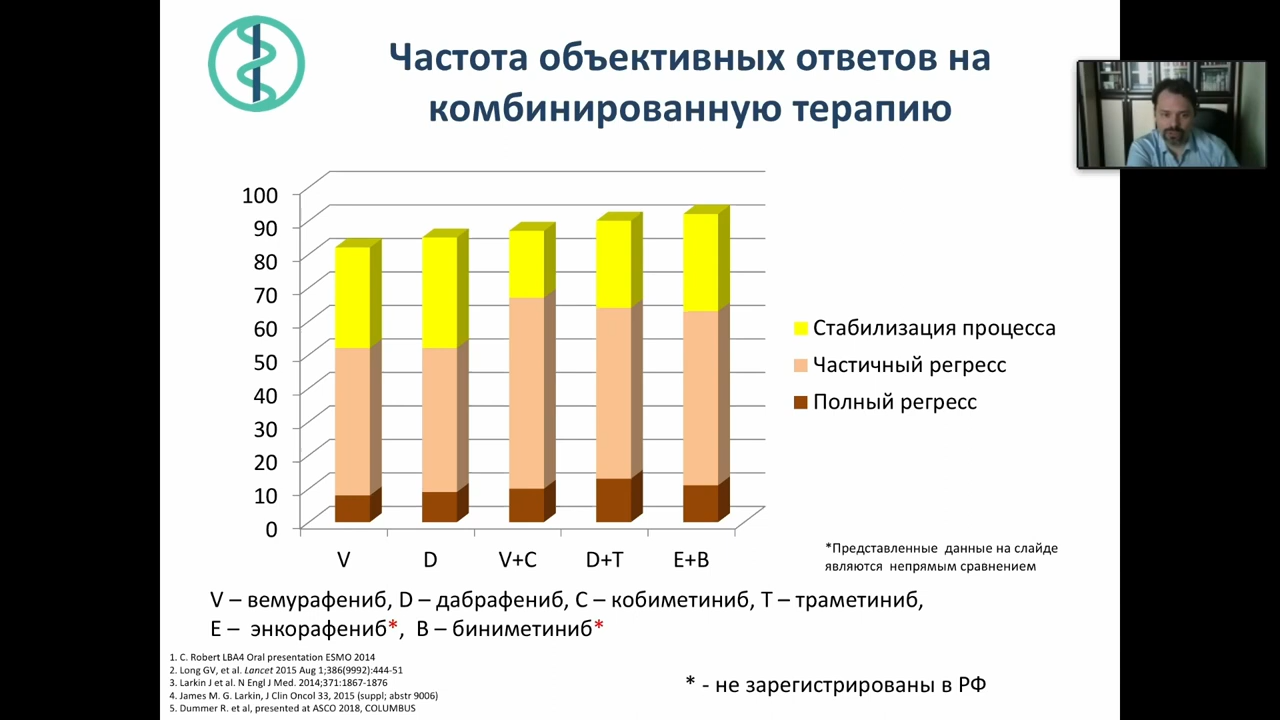 Частота объективных ответов на
комбинированную терапию
100
90
80
70
60
50
40
30
20
10
0
V
D
V+C
D+T
E+B
Стабилизация процесса
Частичный регресс
Полный регресс
*Представленные данные на слайде
являются непрямым сравнением
V – вемурафениб, D – дабрафениб, C – кобиметиниб, T – траметиниб,
E – энкорафениб*, B – биниметиниб*
1. C. Robert LBA4 Oral presentation ESMO 2014
2. Long GV, et al. Lancet 2015 Aug 1;386(9992):444-51
3. Larkin J et al. N Engl J Med. 2014;371:1867-1876
4. James M. G. Larkin, J Clin Oncol 33, 2015 (suppl; abstr 9006)
5. Dummer R. et al, presented at ASCO 2018, COLUMBUS
* - не зарегистрированы в РФ